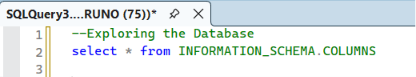 SQLQuery3....RUNO (75))*
1 --Exploring the Database
2 select * from INFORMATION_SCHEMA.COLUMNS
3